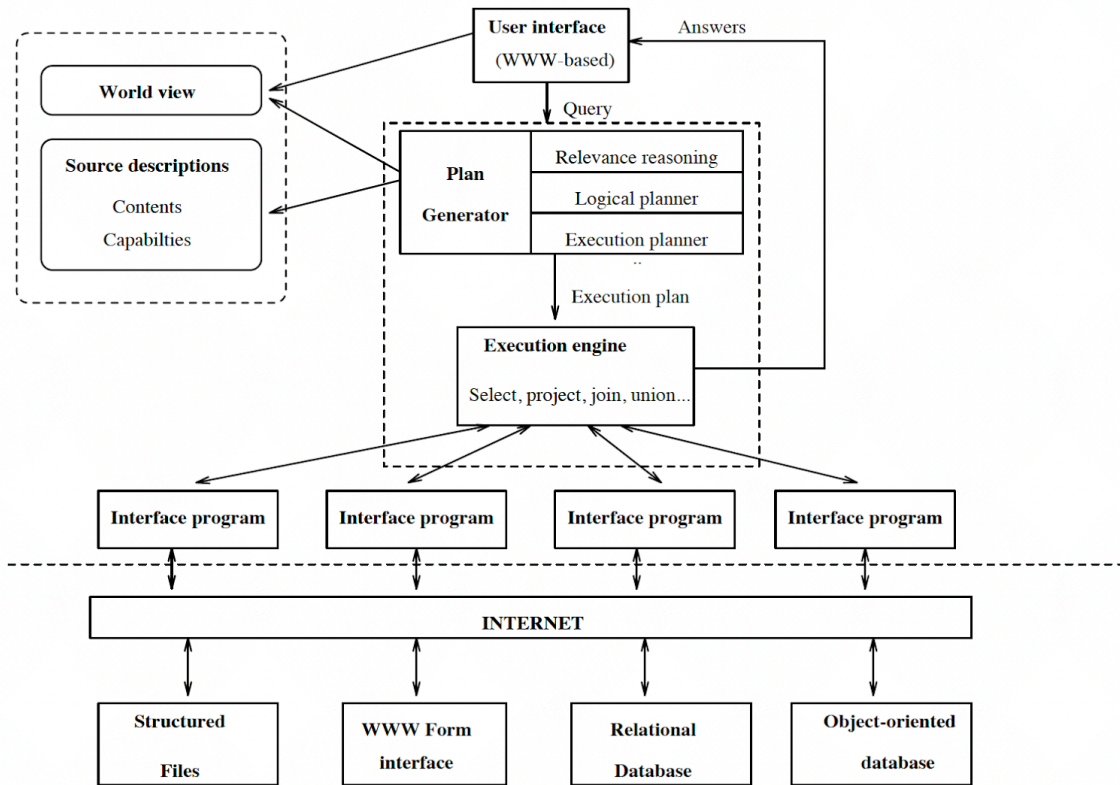 User interface
(WWW-based)
Answers
World view
Query
Source descriptions
Contents
Capabilties
Plan
Generator
Relevance reasoning
Logical planner
Execution planner
Execution plan
Execution engine
Select, project, join, union...
Interface program
Interface program
Interface program
Interface program
INTERNET
Structured
Files
WWW Form
interface
Relational
Database
Object-oriented
database